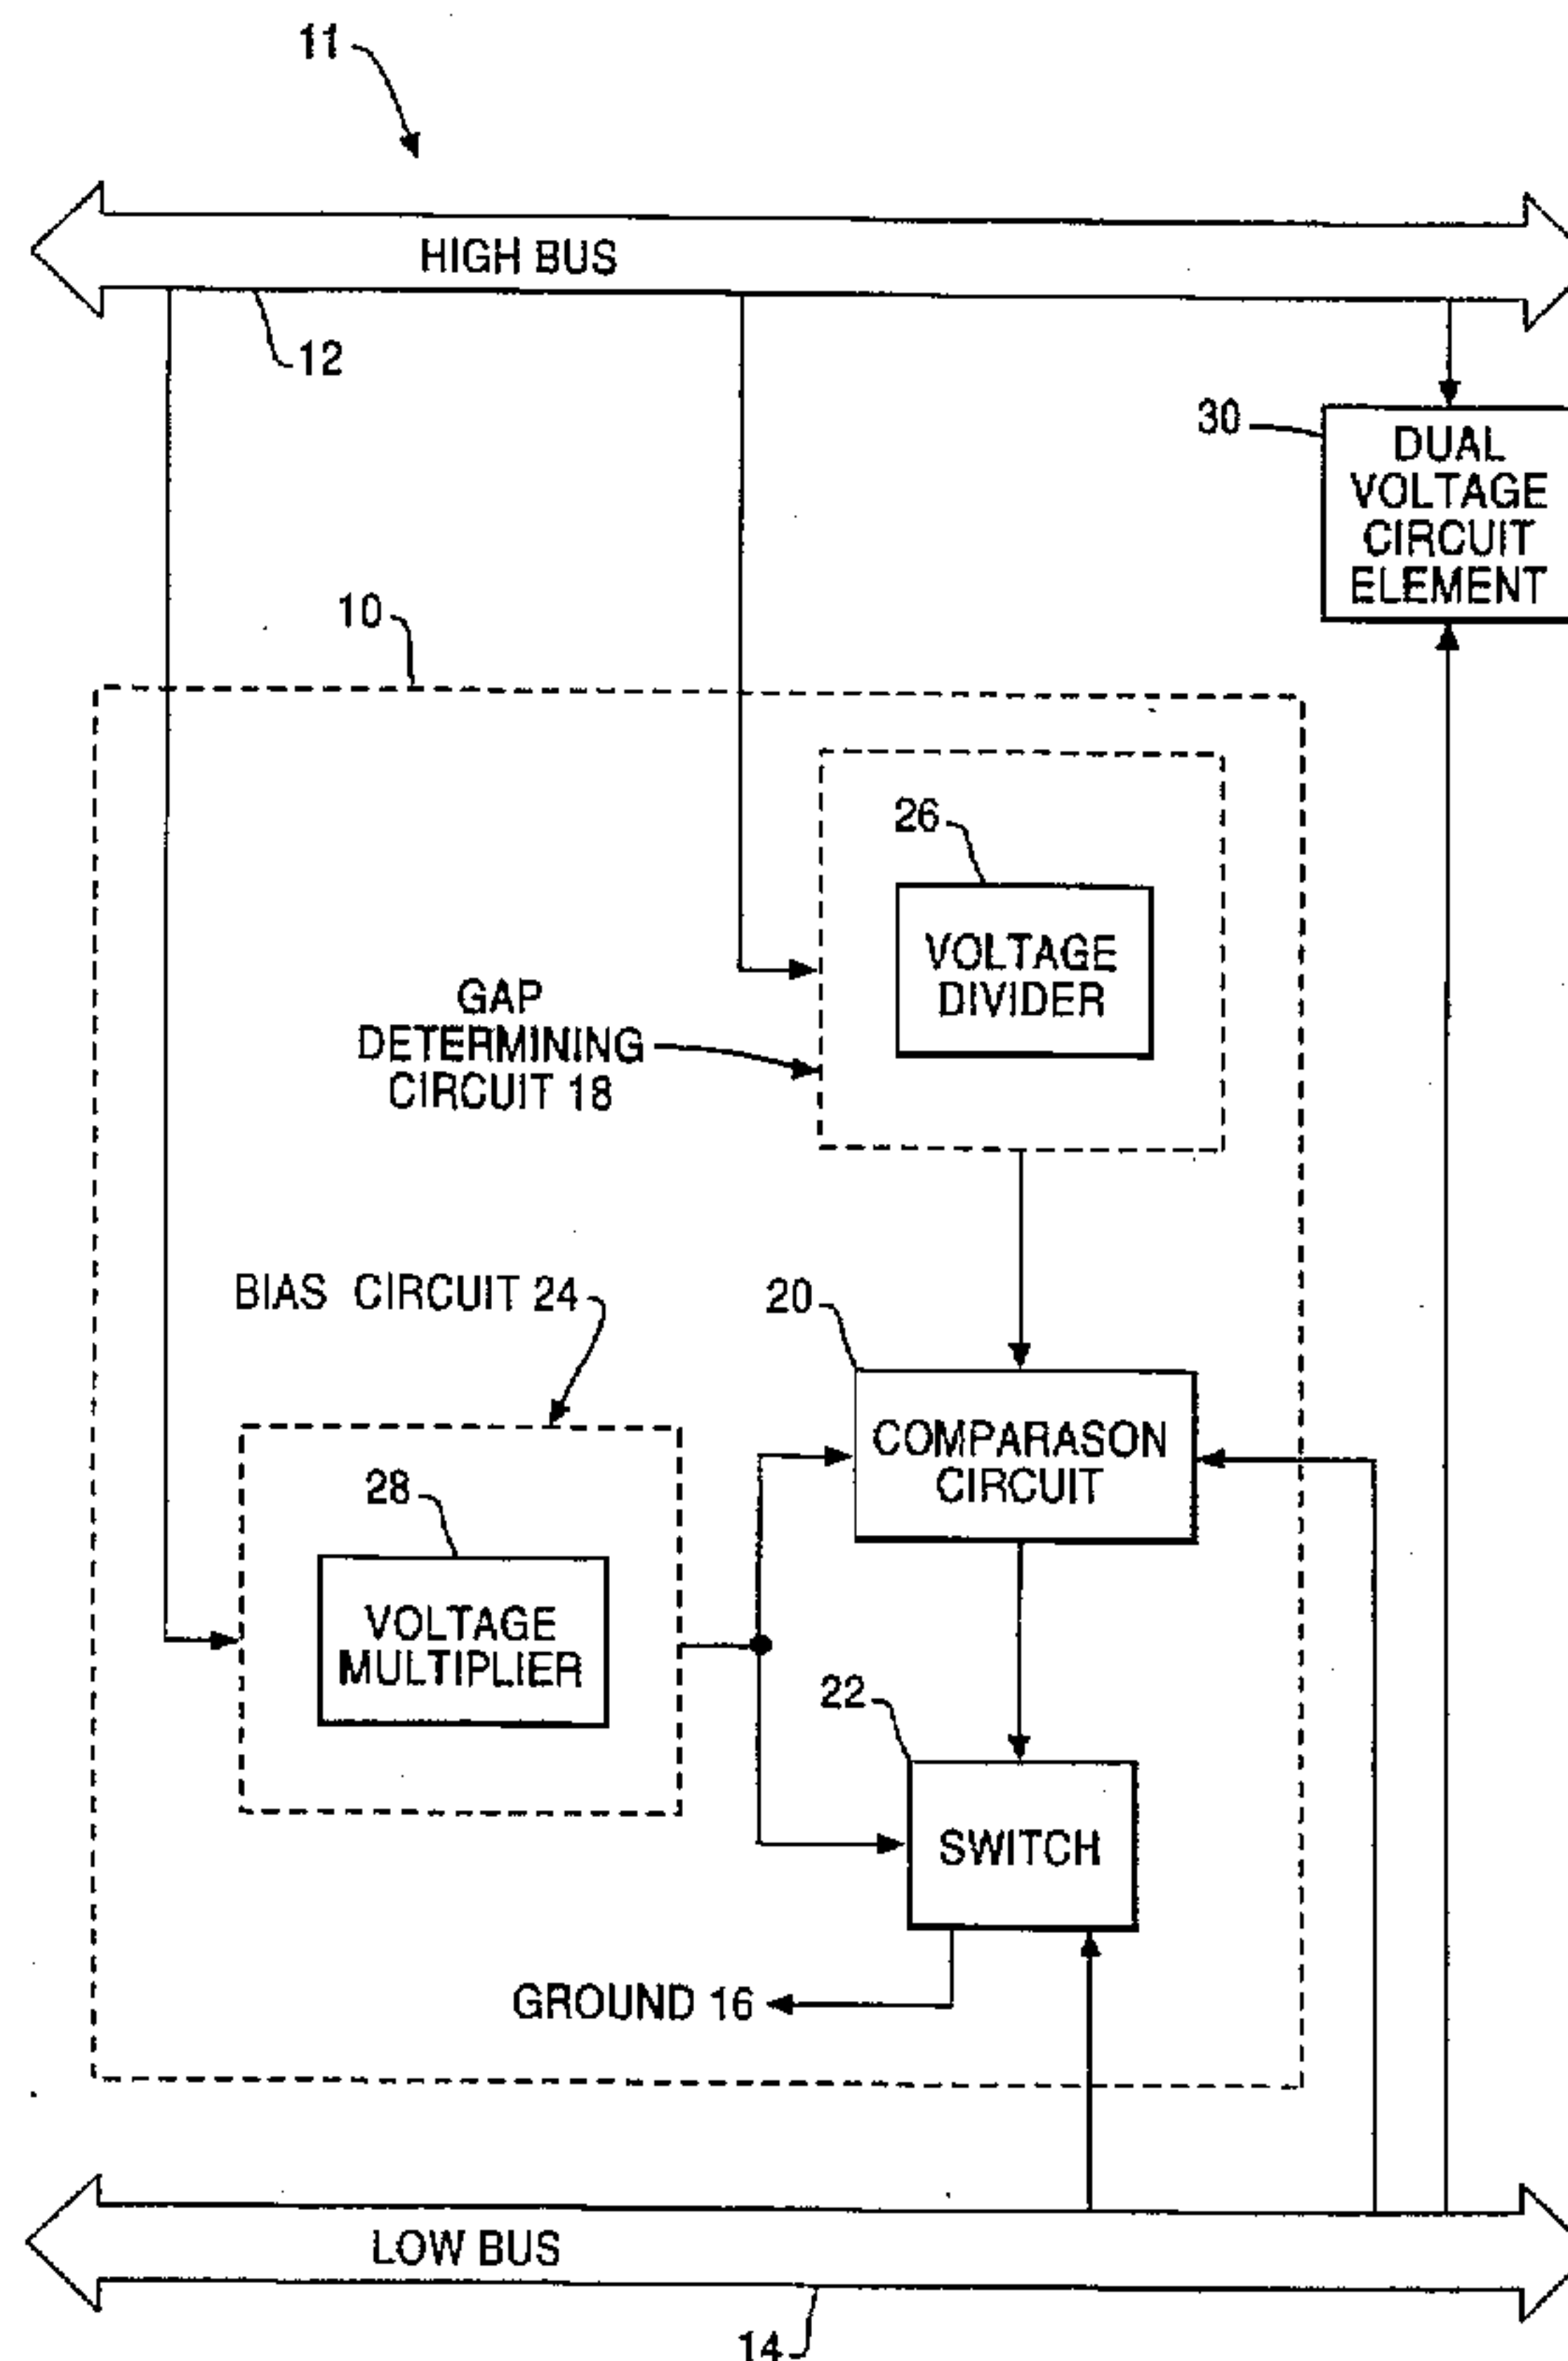 11
HIGH BUS
12
30
DUAL
VOLTAGE
CIRCUIT
ELEMENT
10
26
VOLTAGE
DIVIDER
GAP
DETERMINING
CIRCUIT 18
BIAS CIRCUIT 24
20
COMPARASON
CIRCUIT
28
VOLTAGE
MULTIPLIER
22
SWITCH
GROUND 16
LOW BUS
14